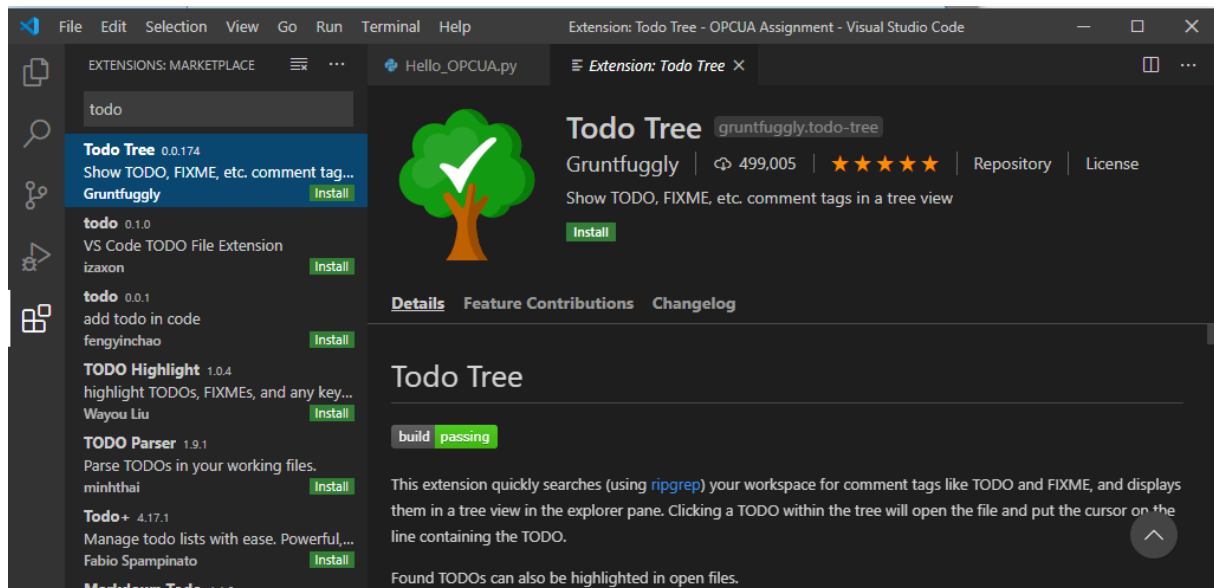 File Edit Selection View Go Run Terminal Help Extension: Todo Tree - OPCUA Assignment - Visual Studio Code
EXTENSIONS: MARKETPLACE
Hello_OPCUA.py
Extension: Todo Tree
todo
Todo Tree 0.0.174
Show TODO, FIXME, etc. comment tag...
Gruntfuggly Install
todo 0.1.0
VS Code TODO File Extension
izaxon Install
todo 0.0.1
add todo in code
fengyinchao Install
TODO Highlight 1.0.4
highlight TODOs, FIXMEs, and any key...
Wayou Liu Install
TODO Parser 1.9.1
Parse TODOs in your working files.
minhthai Install
Todo+ 4.17.1
Manage todo lists with ease. Powerful,...
Fabio Spampinato Install
Markdown Todo
Todo Tree gruntfuggly.todo-tree
Gruntfuggly 499,005 Repository License
Show TODO, FIXME, etc. comment tags in a tree view
Install
Details Feature Contributions Changelog
Todo Tree
build passing
This extension quickly searches (using ripgrep) your workspace for comment tags like TODO and FIXME, and displays
them in a tree view in the explorer pane. Clicking a TODO within the tree will open the file and put the cursor on the
line containing the TODO.
Found TODOs can also be highlighted in open files.